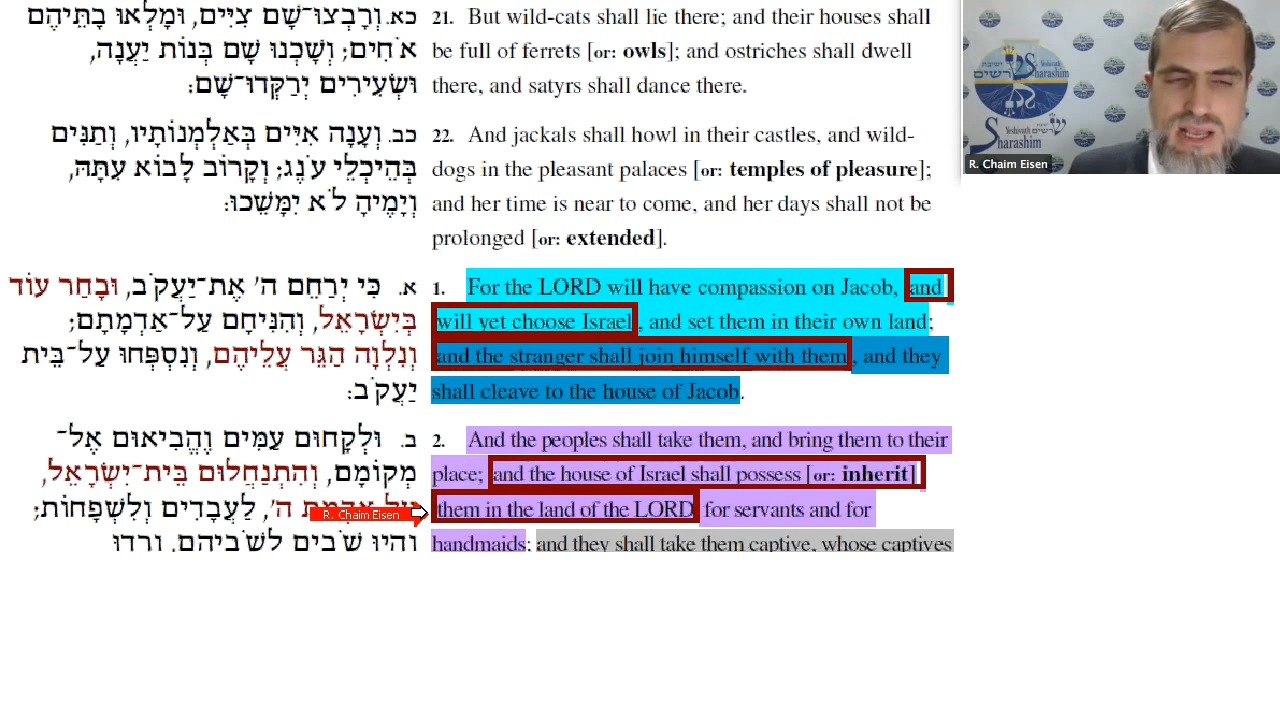 כא. וְרָבְצוּ־שָׁם צִיִּים, וּמָלְאוּ בָתֵּיהֶם
אֹחִים; וְשָׁכְנוּ שָׁם בְּנוֹת יַעֲנָה,
וּשְׂעִירִים יְרַקְּדוּ־שָׁם:
21. But wild-cats shall lie there; and their houses shall
be full of ferrets [or: owls]; and ostriches shall dwell
there, and satyrs shall dance there.
כב. וְעָנָה אִיִּים בְּאַלְמְנוֹתָיו, וְתַנִּים
בְּהֵיכְלֵי עֹנֶג; וְקָרוֹב לָבוֹא עִתָּהּ,
וְיָמֶיהָ לֹא יִמָּשֵׁכוּ:
22. And jackals shall howl in their castles, and wild-
dogs in the pleasant palaces [or: temples of pleasure];
and her time is near to come, and her days shall not be
prolonged [or: extended].
א. כִּי יְרַחֵם ה' אֶת־יַעֲקֹב, וּבָחַר עוֹד
בְּיִשְׂרָאֵל, וְהִנִּיחָם עַל־אַדְמָתָם;
וְנִלְוָה הַגֵּר עֲלֵיהֶם, וְנִסְפְּחוּ עַל־בֵּית
יַעֲקֹב:
1. For the LORD will have compassion on Jacob, and
will yet choose Israel, and set them in their own land;
and the stranger shall join himself with them, and they
shall cleave to the house of Jacob.
ב. וּלְקָחוּם עַמִּים וֶהֱבִיאוּם אֶל־
מְקוֹמָם, וְהִתְנַחֲלוּם בֵּית־יִשְׂרָאֵל,
ה', לַעֲבָדִים וְלִשְׁפָחוֹת;
וְהָיוּ שֹׁבִים לְשֹׁבֵיהֶם, וְרָדוּ
2. And the peoples shall take them, and bring them to their
place; and the house of Israel shall possess [or: inherit]
them in the land of the LORD for servants and for
handmaids; and they shall take them captive, whose captives
R. Chaim Eisen
Sharashim
Yeshivath שרשים
Sharashim
R. Chaim Eisen